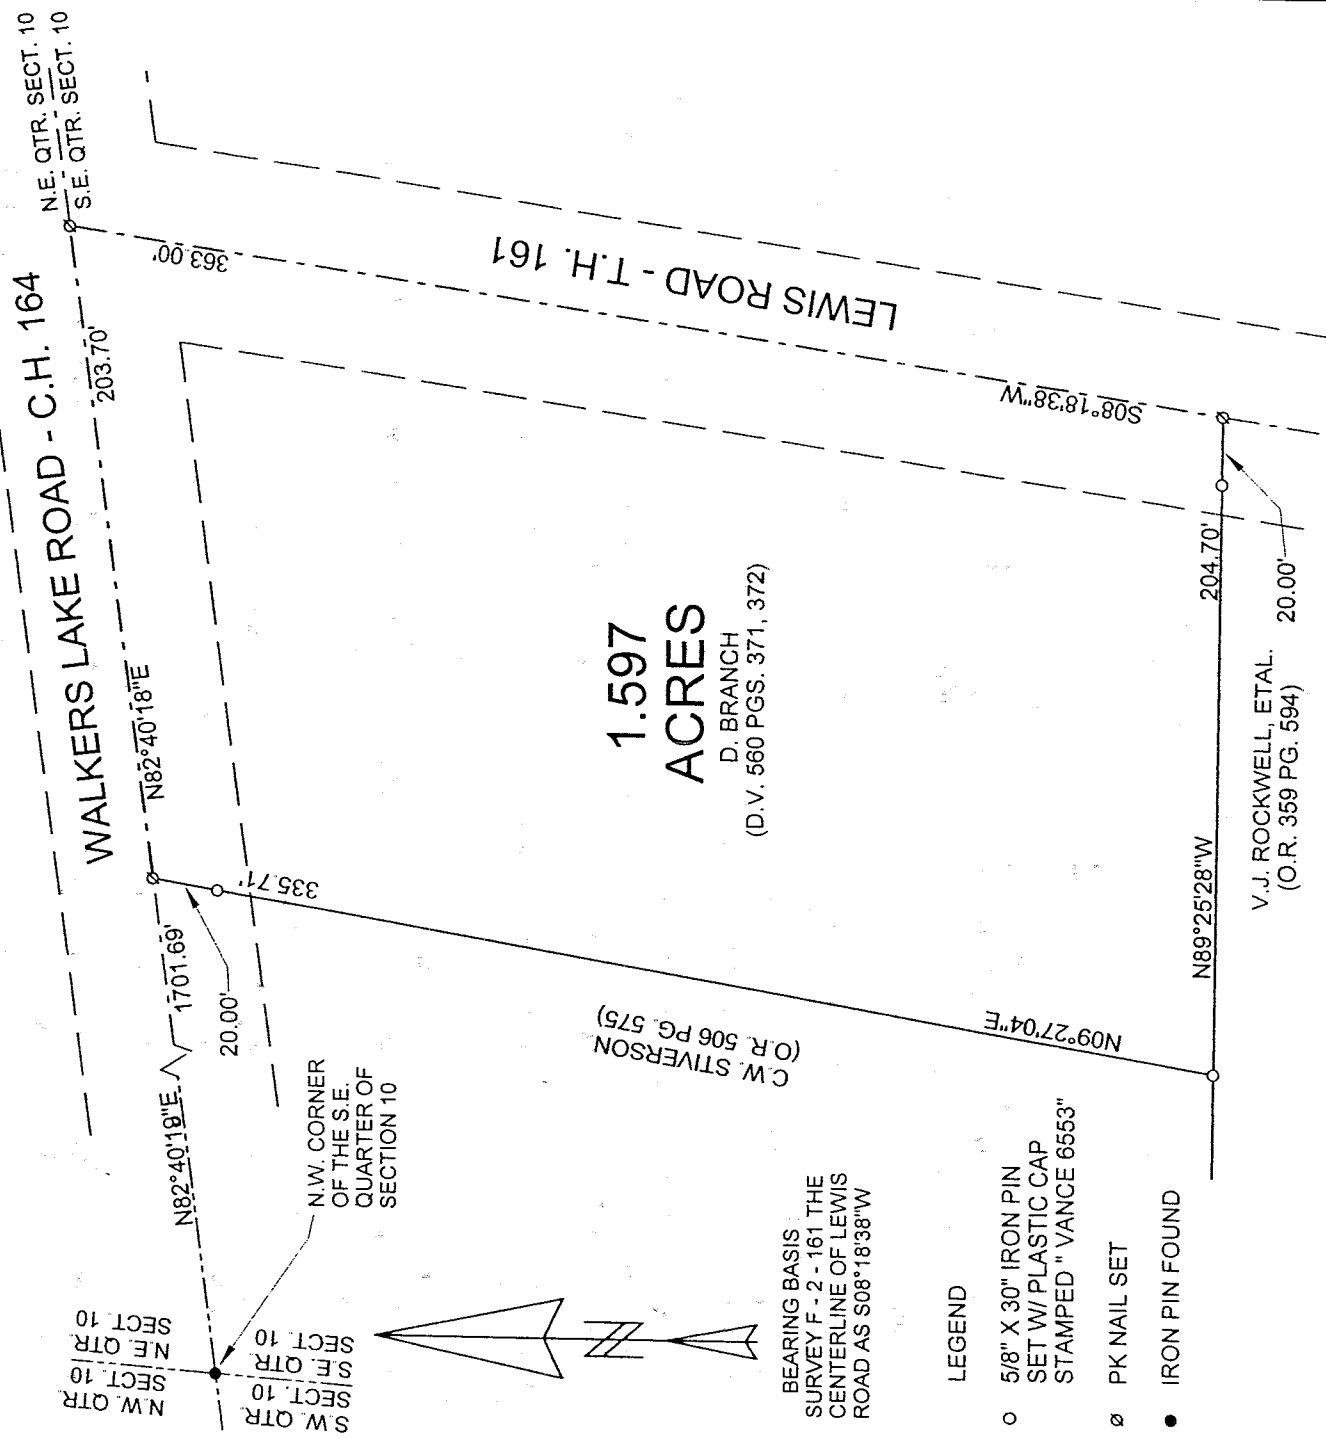 N.E. QTR. SECT. 10
S.E. QTR. SECT. 10
WALKERS LAKE ROAD - C.H. 164
203.70'
N82°40'18"E
1701.69'
N82°40'19"E
20.00'
363.00'
LEWIS ROAD - T.H. 161
S08°18'38"W
335.71'
N09°27'04"E
C.W. STIVERSON
(O.R. 506 PG. 575)
1.597
ACRES
D. BRANCH
(D.V. 560 PGS. 371, 372)
204.70'
20.00'
N89°25'28"W
V.J. ROCKWELL, ETAL.
(O.R. 359 PG. 594)
N.W. CORNER
OF THE S.E.
QUARTER OF
SECTION 10
N.W. QTR.
SECT. 10
N.E. QTR.
SECT. 10
S.W. QTR.
SECT. 10
S.E. QTR.
SECT. 10
BEARING BASIS
SURVEY F - 2 - 161 THE
CENTERLINE OF LEWIS
ROAD AS S08°18'38"W
LEGEND
5/8" X 30" IRON PIN
SET W/ PLASTIC CAP
STAMPED " VANCE 6553"
PK NAIL SET
IRON PIN FOUND